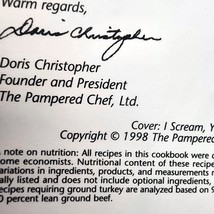 Warm regards,
Doris Christopher
Doris Christopher
Founder and President
The Pampered Chef, Ltd.
Cover: I Scream, Y
Copyright © 1998 The Pampere
note on nutrition: All recipes in this cookbook were
ome economists. Nutritional content of these recipe
ariations in ingredients, products, and measurements
ally listed and does not include optional ingredients,
ecipes requiring ground turkey are analyzed based on 9
0 percent lean ground beef.